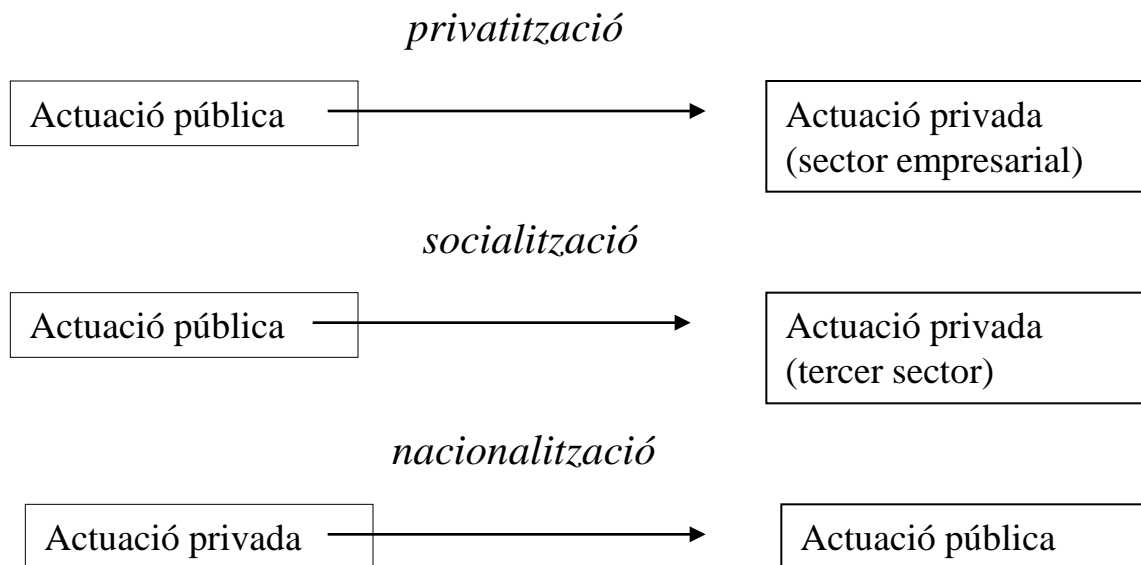 privatització
Actuació pública
Actuació privada
(sector empresarial)
socialització
Actuació pública
Actuació privada
(tercer sector)
nacionalització
Actuació privada
Actuació pública